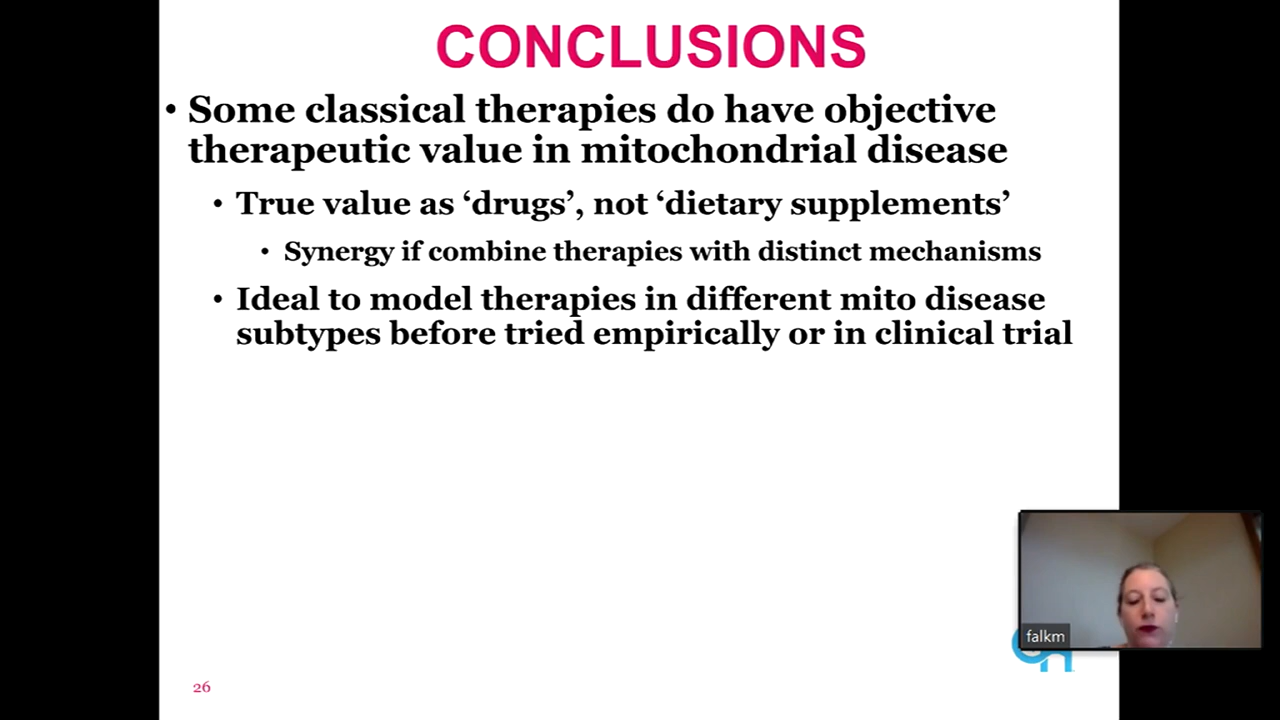 CONCLUSIONS
• Some classical therapies do have objective
therapeutic value in mitochondrial disease
• True value as ‘drugs’, not ‘dietary supplements’
• Synergy if combine therapies with distinct mechanisms
• Ideal to model therapies in different mito disease
subtypes before tried empirically or in clinical trial
falkm
26